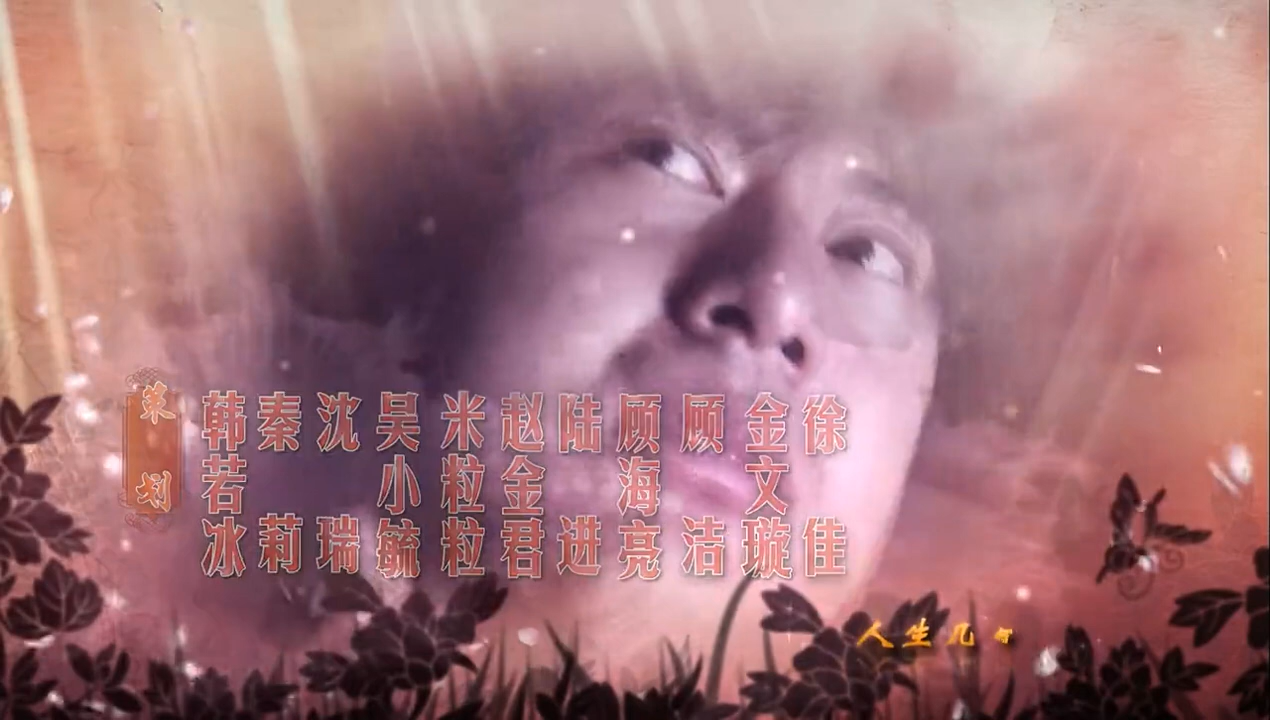 策划
韩若冰
秦莉
沈瑞
吴小毓
米粒粒
赵金君
陆进
顾海亮
顾洁
金文璇
徐佳
人生几